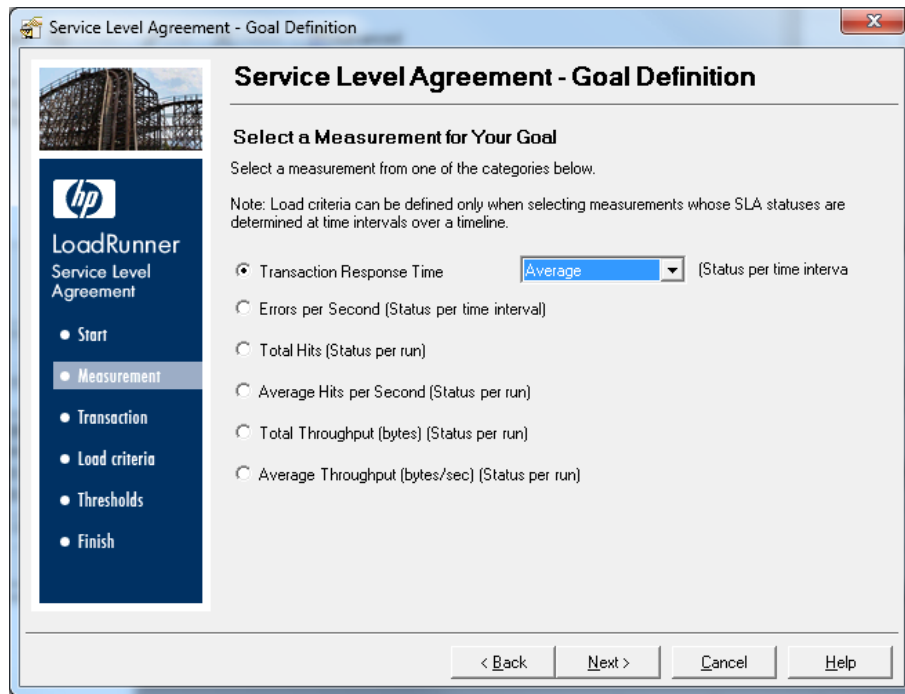 Service Level Agreement - Goal Definition
Service Level Agreement - Goal Definition
Select a Measurement for Your Goal
Select a measurement from one of the categories below.
Note: Load criteria can be defined only when selecting measurements whose SLA statuses are
determined at time intervals over a timeline.
hp
LoadRunner
Service Level
Agreement
Start
Measurement
Transaction
Load criteria
Thresholds
Finish
Transaction Response Time Average (Status per time interva
Errors per Second (Status per time interval)
Total Hits (Status per run)
Average Hits per Second (Status per run)
Total Throughput (bytes) (Status per run)
Average Throughput (bytes/sec) (Status per run)
< Back Next > Cancel Help